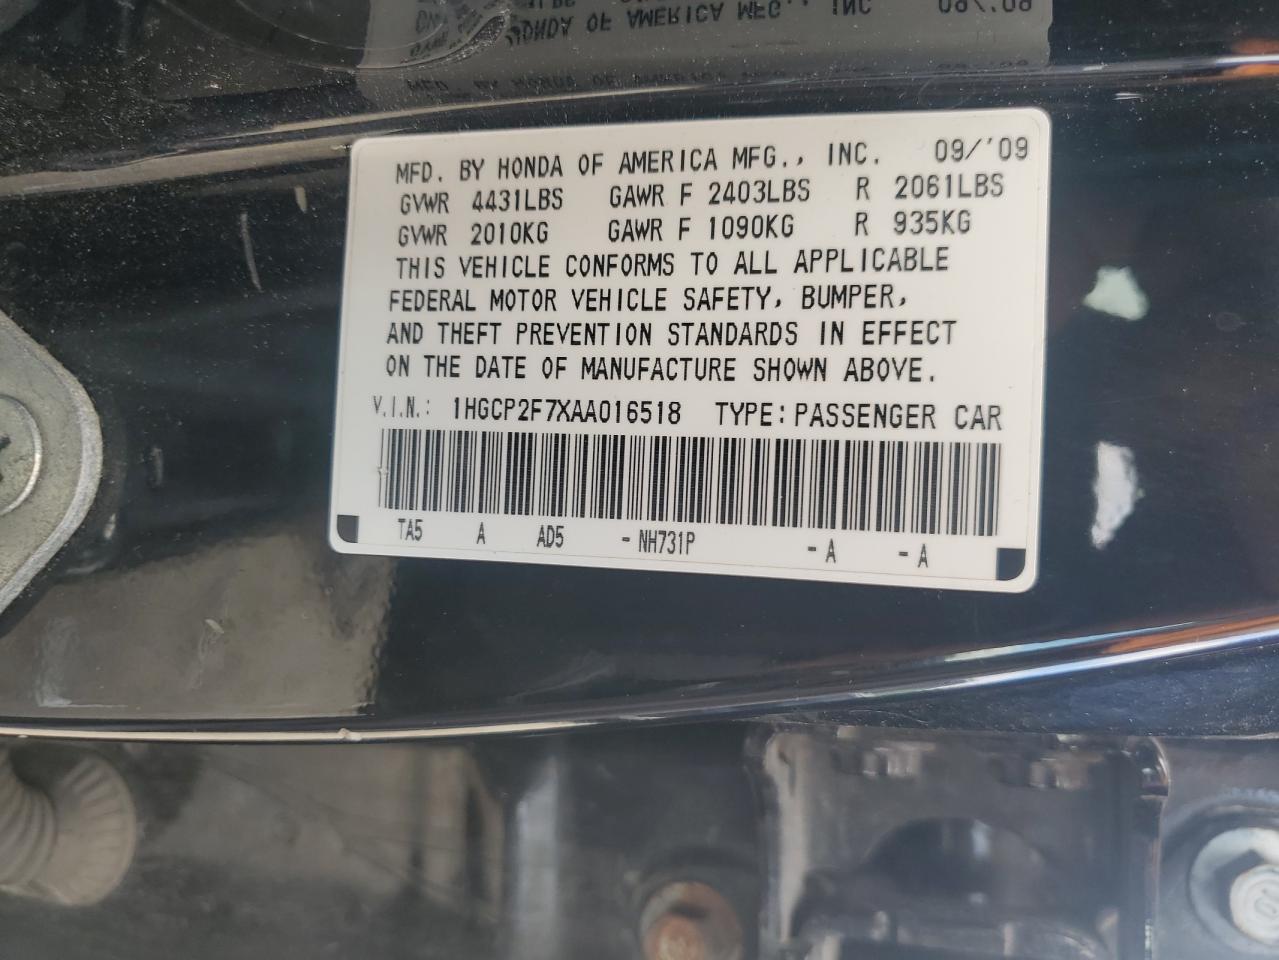 MFD. BY HONDA OF AMERICA MFG., INC. 09/'09
GVWR 4431LBS GAWR F 2403LBS R 2061LBS
GVWR 2010KG GAWR F 1090KG R 935KG
THIS VEHICLE CONFORMS TO ALL APPLICABLE
FEDERAL MOTOR VEHICLE SAFETY, BUMPER,
AND THEFT PREVENTION STANDARDS IN EFFECT
ON THE DATE OF MANUFACTURE SHOWN ABOVE.
V.I.N.: 1HGCP2F7XAA016518 TYPE:PASSENGER CAR
TA5 A AD5 -NH731P -A -A